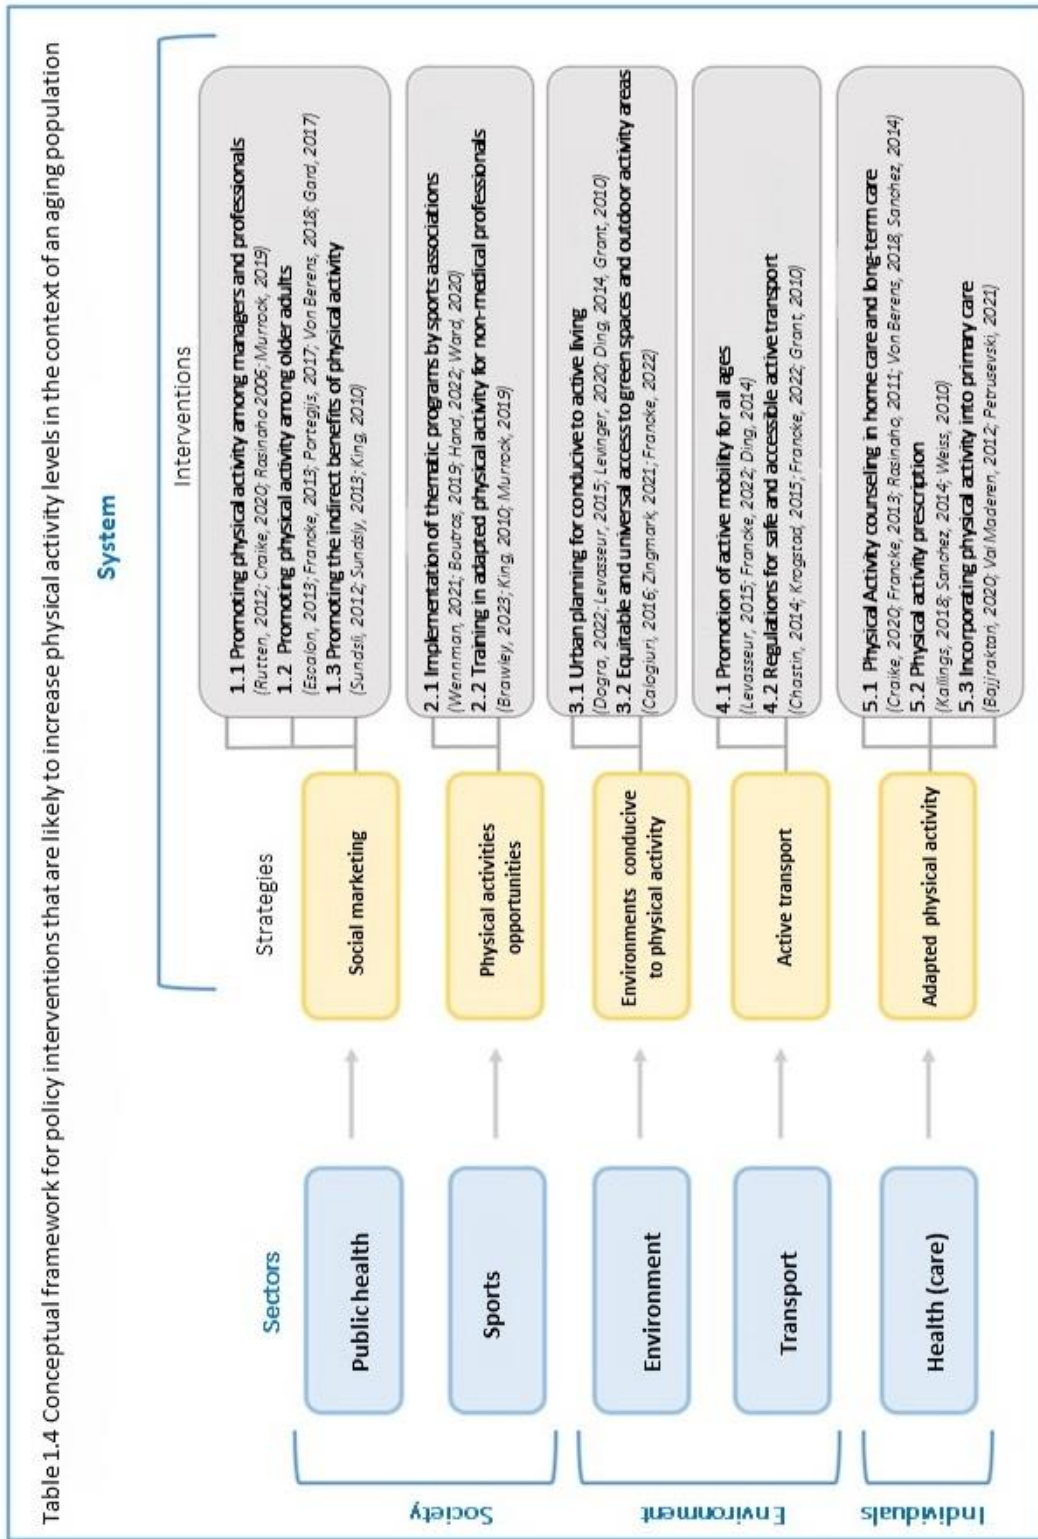 Table 1.4 Conceptual framework for policy interventions that are likely to increase physical activity levels in the context of an aging population
System
Sectors
Strategies
Interventions
Society
Public health
Social marketing
1.1 Promoting physical activity among managers and professionals
(Rutten, 2012; Craike, 2020; Rasinaho 2006; Murrock, 2019)
1.2 Promoting physical activity among older adults
(Escalon, 2013; Francke, 2013; Portegijs, 2017; Von Berens, 2018; Gard, 2017)
1.3 Promoting the indirect benefits of physical activity
(Sundsli, 2012; Sundsly, 2013; King, 2010)
Sports
Physical activities
opportunities
2.1 Implementation of thematic programs by sports associations
(Wennman, 2021; Boutros, 2019; Hand, 2022; Ward, 2020)
2.2 Training in adapted physical activity for non-medical professionals
(Brawley, 2023; King, 2010; Murrock, 2019)
Environment
Environment
Environments conducive
to physical activity
3.1 Urban planning for conducive to active living
(Dogra, 2022; Levasseur, 2015; Levinger, 2020; Ding, 2014, Grant, 2010)
3.2 Equitable and universal access to green spaces and outdoor activity areas
(Calogiuri, 2016; Zingmark, 2021; Francke, 2022)
Transport
Active transport
4.1 Promotion of active mobility for all ages
(Levasseur, 2015; Francke, 2022; Ding, 2014)
4.2 Regulations for safe and accessible active transport
(Chastin, 2014; Krogstad, 2015; Francke, 2022; Grant, 2010)
Individuals
Health (care)
Adapted physical activity
5.1 Physical Activity counseling in home care and long-term care
(Craike, 2020; Francke, 2013; Rasinaho, 2011; Von Berens, 2018, Sanchez, 2014)
5.2 Physical activity prescription
(Kallings, 2018; Sanchez, 2014; Weiss, 2010)
5.3 Incorporating physical activity into primary care
(Bajjraktari, 2020; Val Maderen, 2012; Petrusevski, 2021)